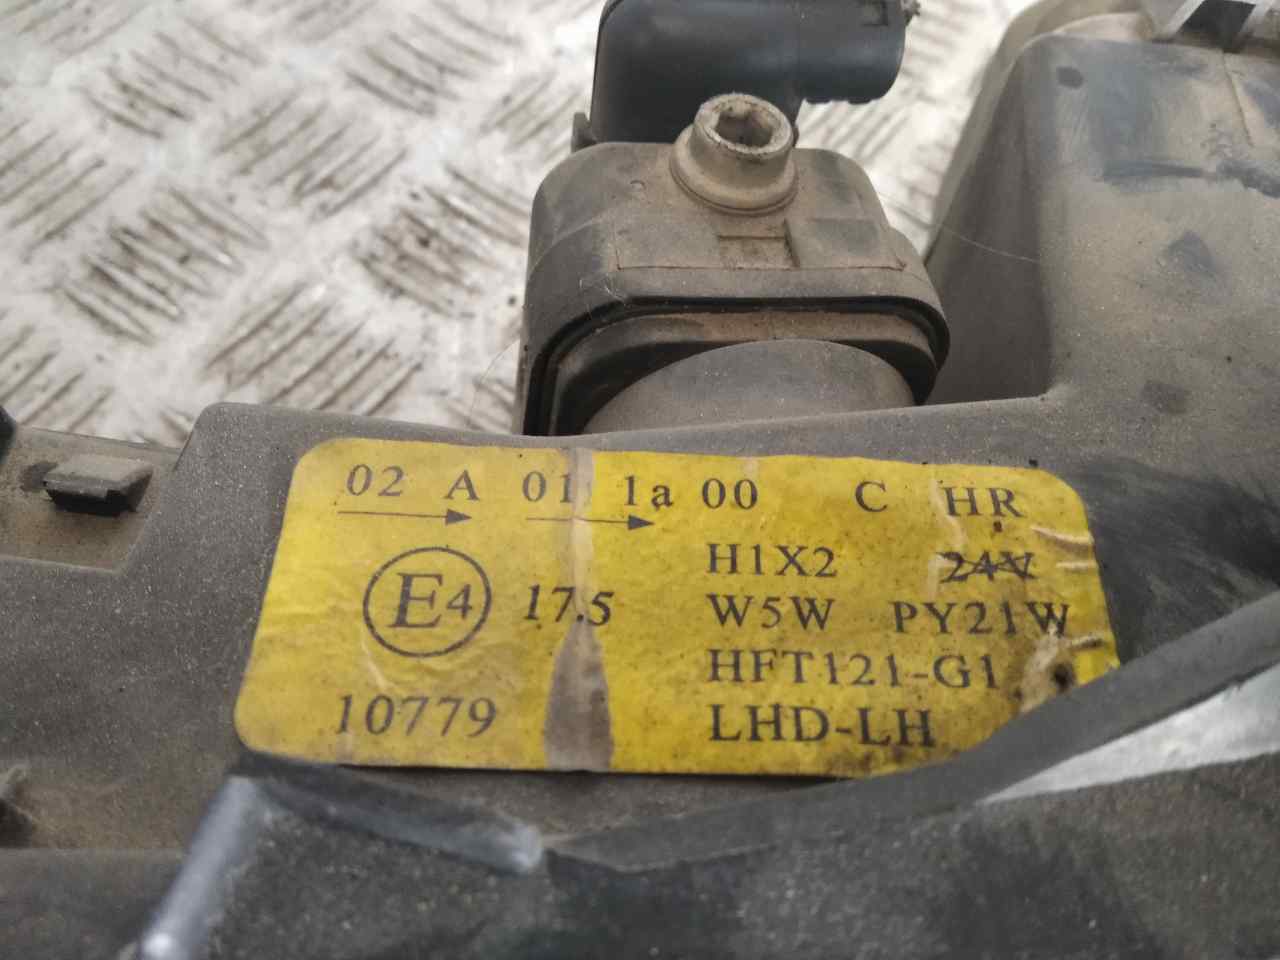 02 A 01 1a 00 C HR
H1X2 24V
E4 17.5 W5W PY21W
HFT121-G1
10779 LHD-LH